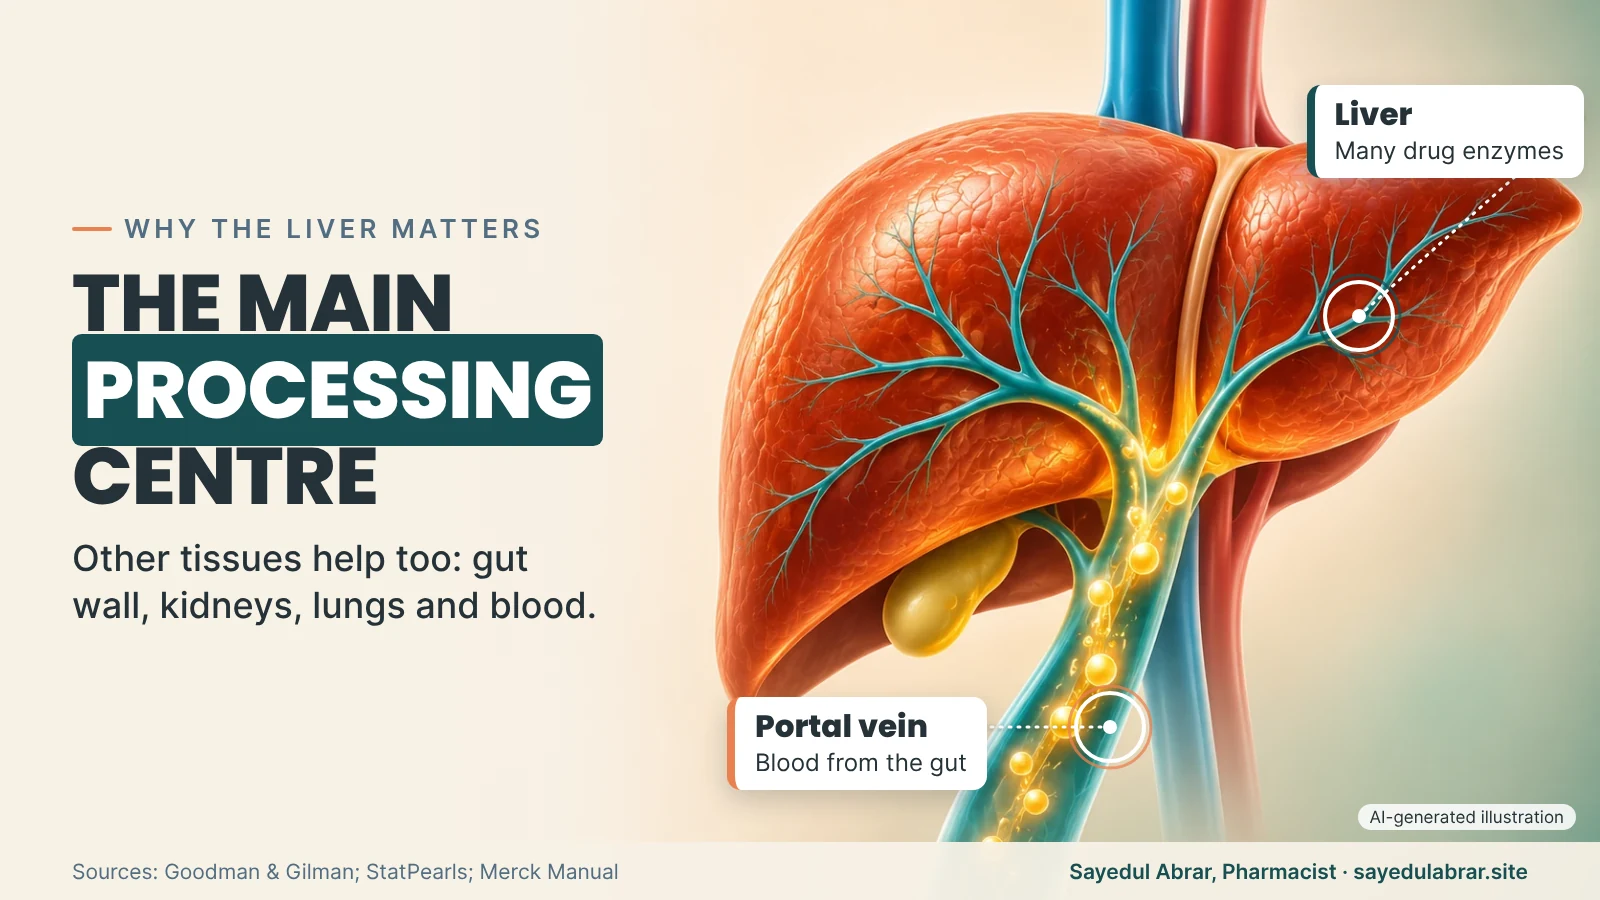 WHY THE LIVER MATTERS
THE MAIN
PROCESSING
CENTRE
Other tissues help too: gut
wall, kidneys, lungs and blood.
Liver
Many drug enzymes
Portal vein
Blood from the gut
AI-generated illustration
Sources: Goodman & Gilman; StatPearls; Merck Manual
Sayedul Abrar, Pharmacist · sayedulabrar.site